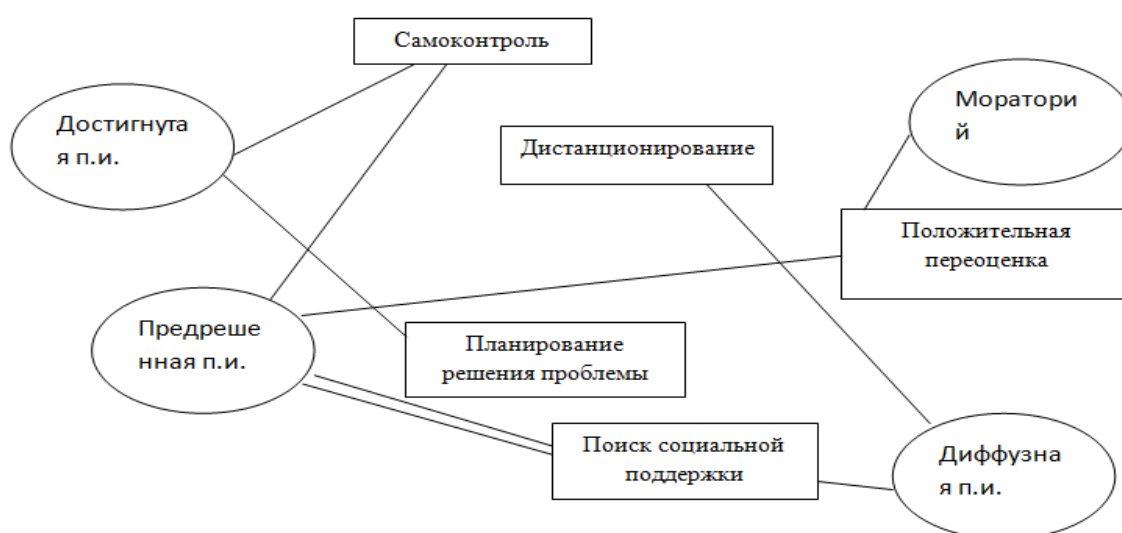 Самоконтроль
Достигнута
я п.и.
Моратори
й
Дистанционирование
Положительная
переоценка
Предреше
нная п.и.
Планирование
решения проблемы
Поиск социальной
поддержки
Диффузна
я п.и.